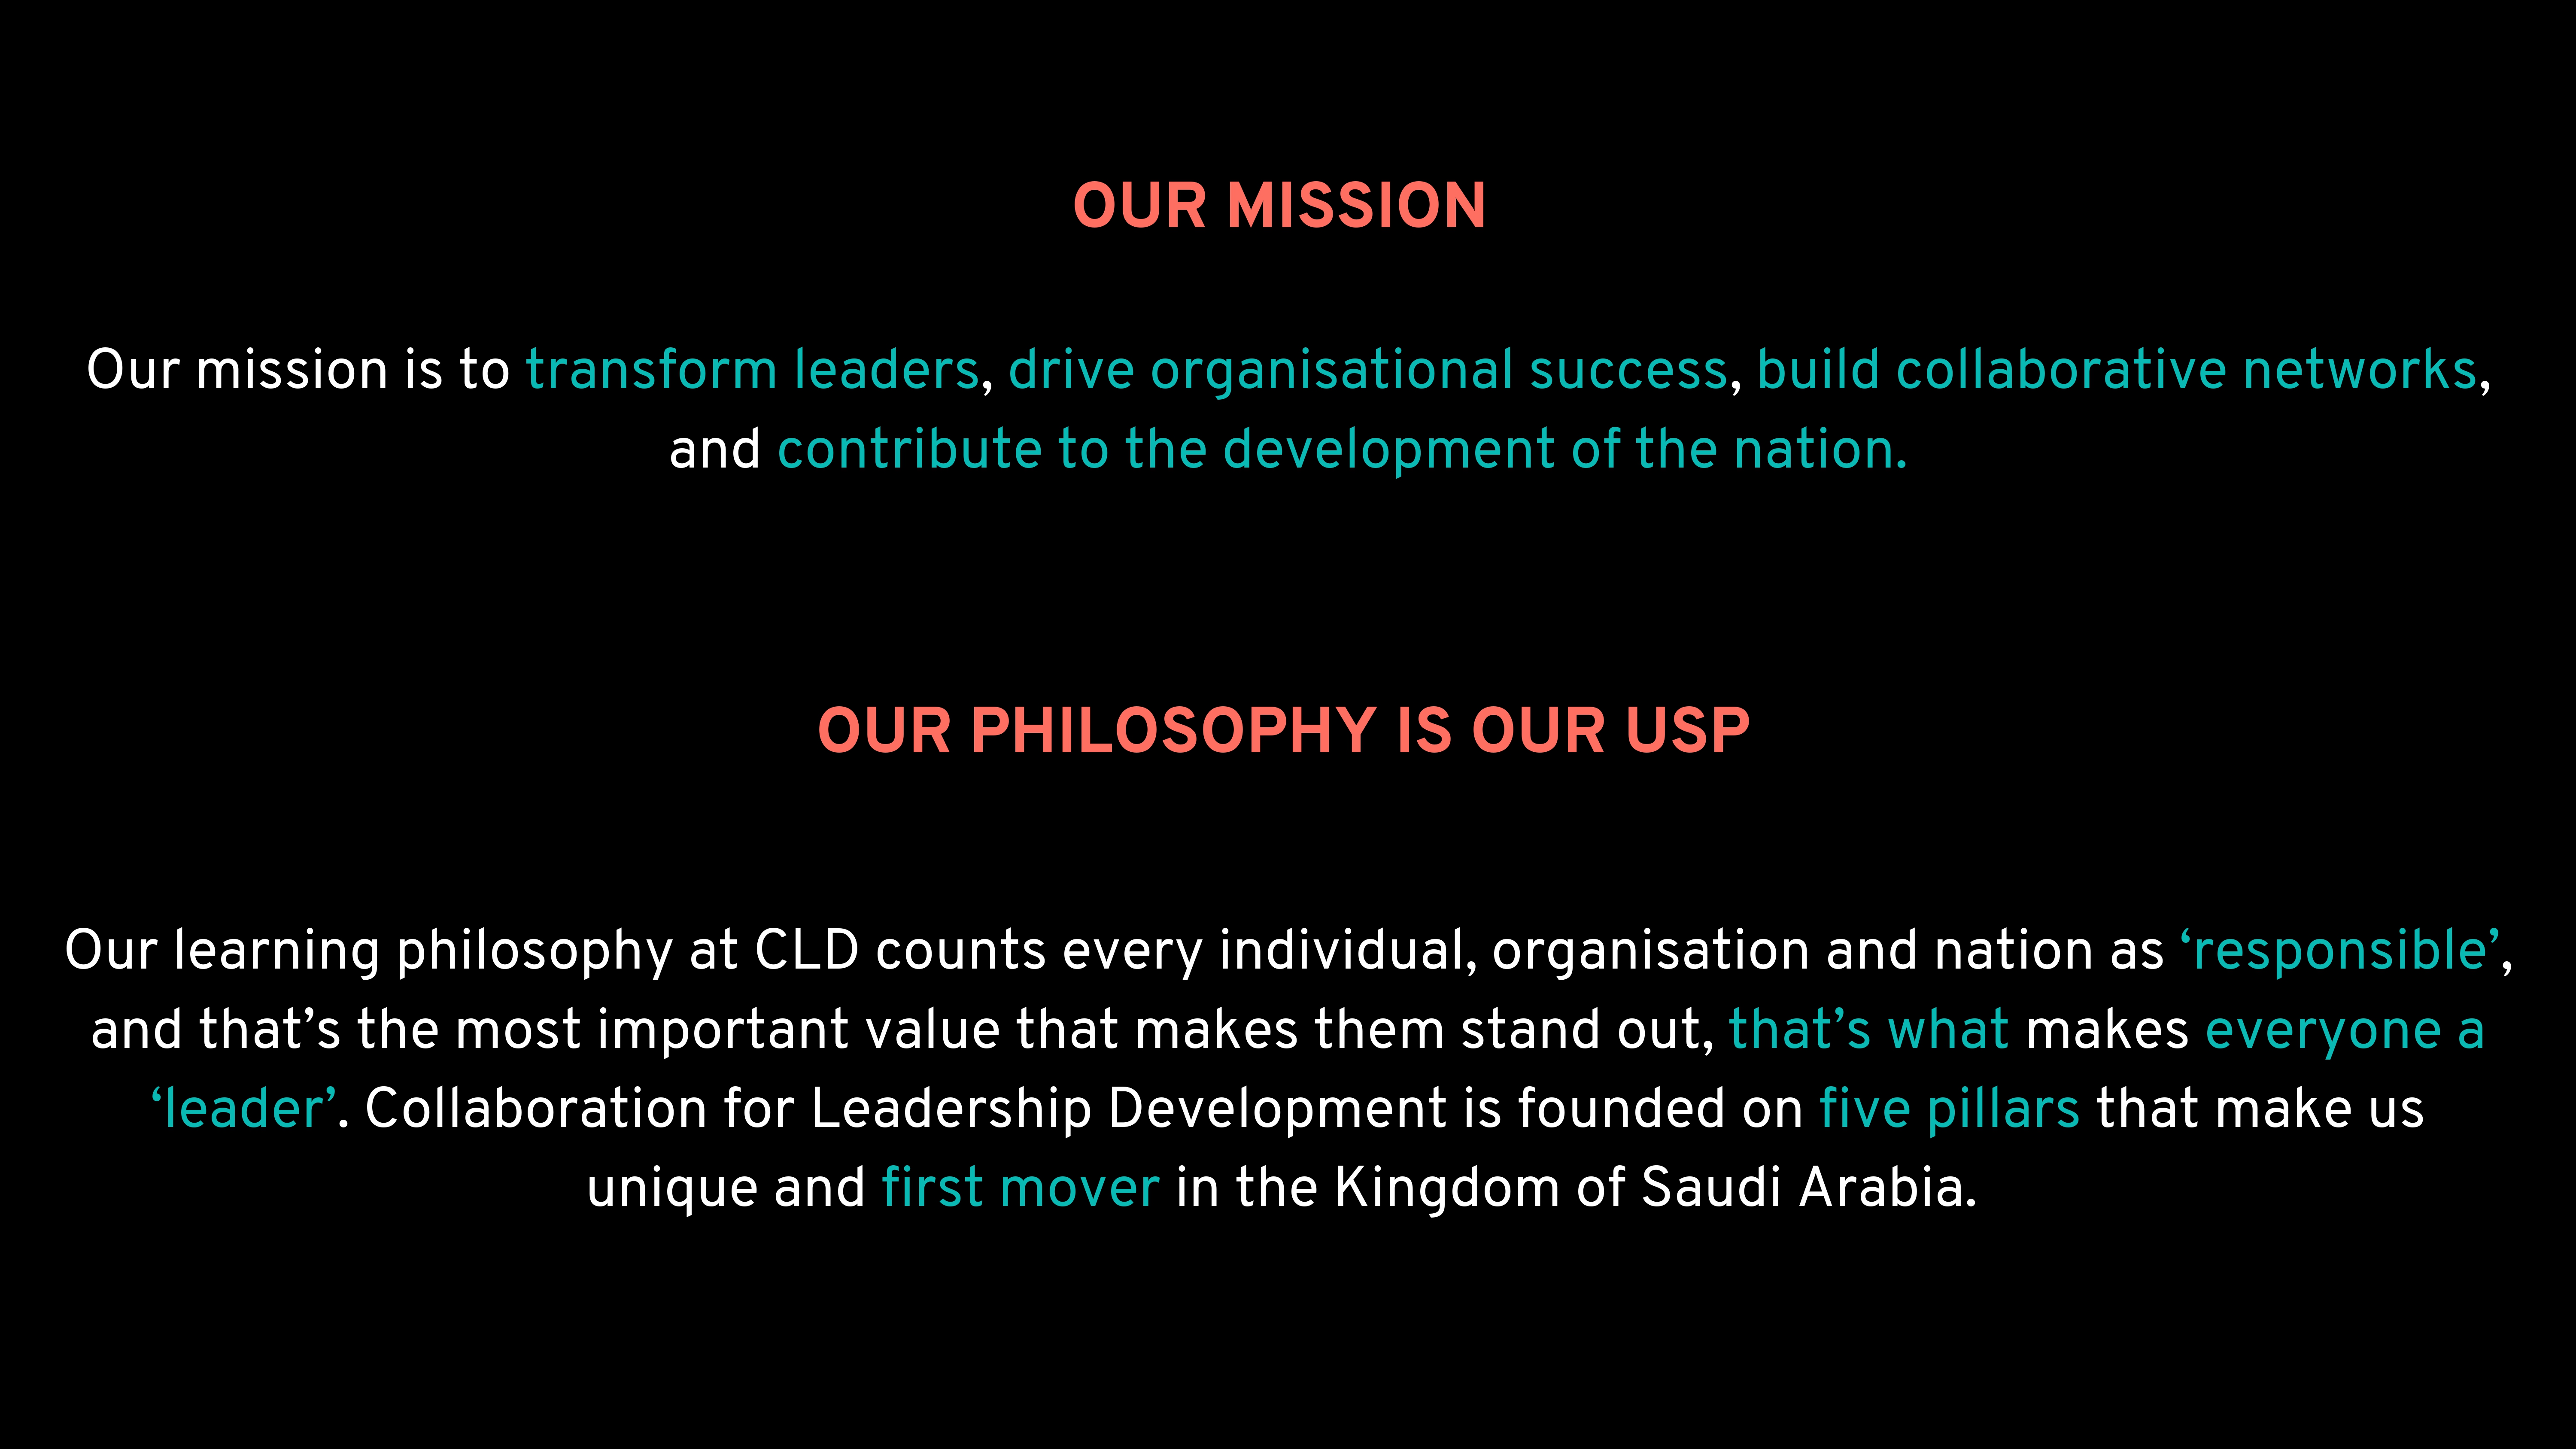 OUR MISSION
Our mission is to transform leaders, drive organisational success, build collaborative networks,
and contribute to the development of the nation.
OUR PHILOSOPHY IS OUR USP
Our learning philosophy at CLD counts every individual, organisation and nation as ‘responsible’,
and that’s the most important value that makes them stand out, that’s what makes everyone a
‘leader’. Collaboration for Leadership Development is founded on five pillars that make us
unique and first mover in the Kingdom of Saudi Arabia.